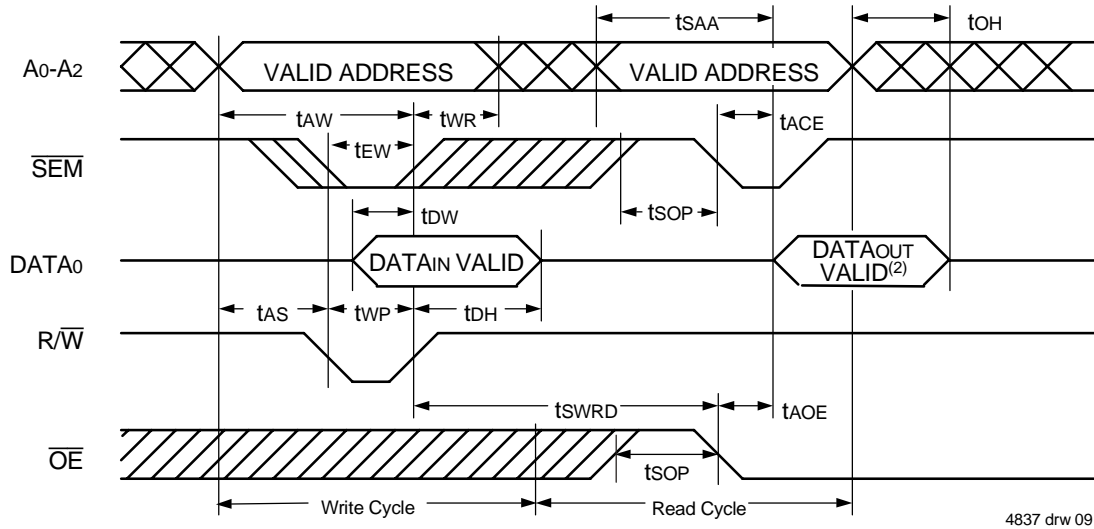 tSAA
tOH
A0-A2
VALID ADDRESS
VALID ADDRESS
tAW
tWR
tACE
tEW
SEM
tDW
tSOP
DATA0
DATAIN VALID
DATAOUT
VALID(2)
tAS
tWP
tDH
R/W
tSWRD
tAOE
OE
tSOP
Write Cycle
Read Cycle
4837 drw 09